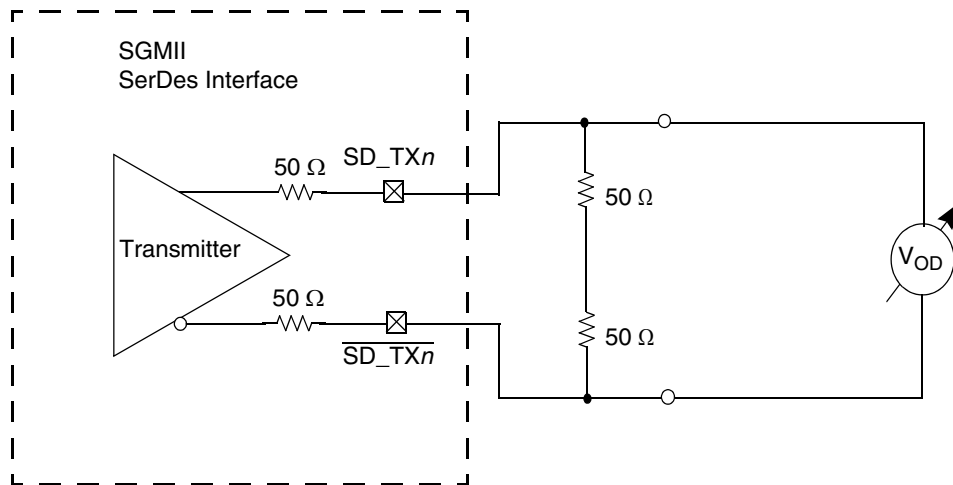 SGMII
SerDes Interface
50 Ω
SD_TXn
50 Ω
Transmitter
VOD
50 Ω
50 Ω
SD_TXn